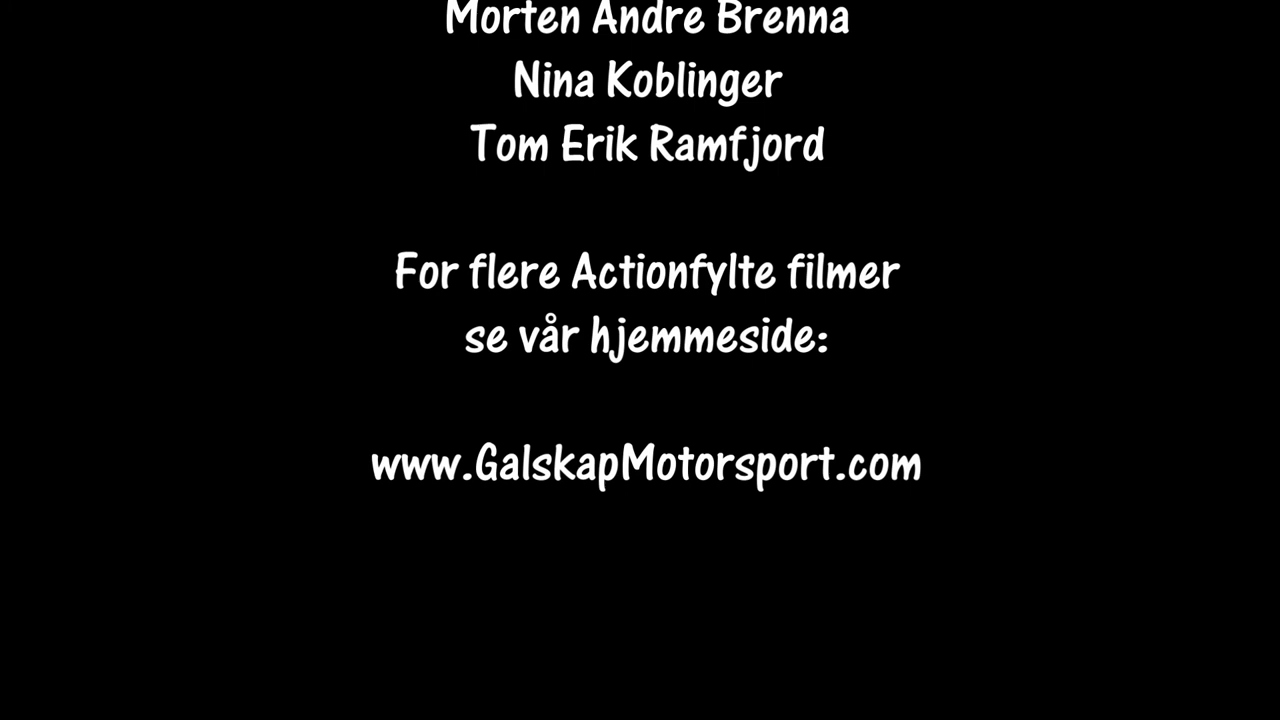 Morten Andre Brenna
Nina Koblinger
Tom Erik Ramfjord
For flere Actionfylte filmer
se vår hjemmeside:
www.GalskapMotorsport.com